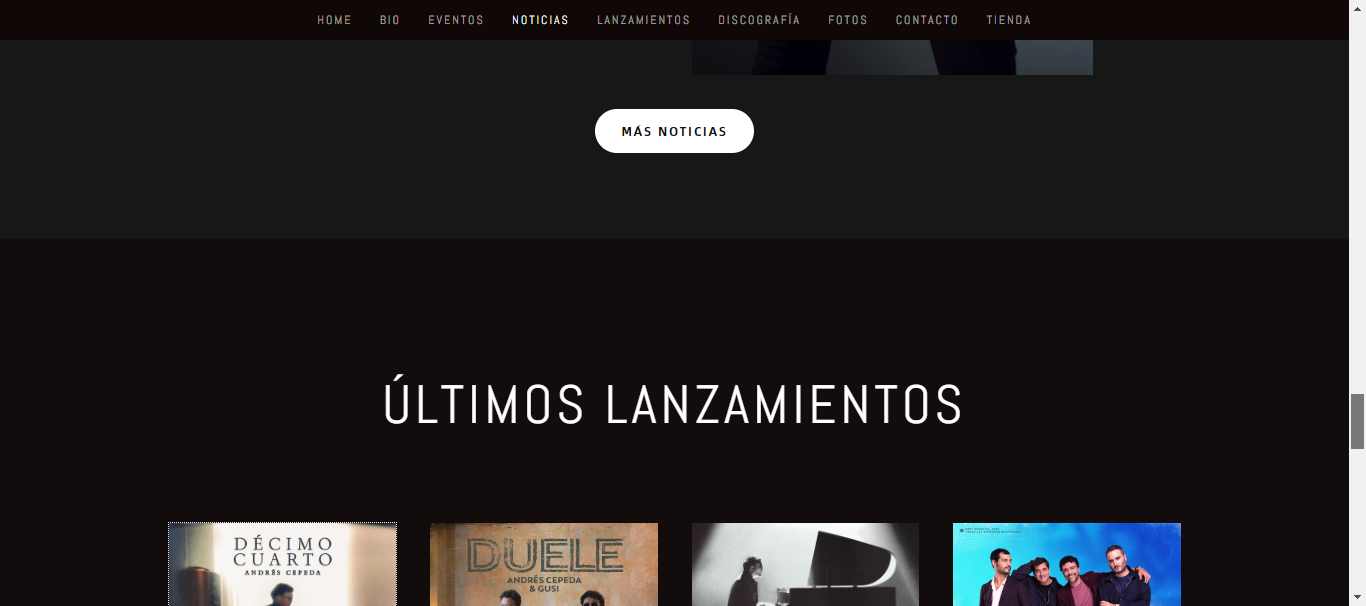 HOME BIO EVENTOS NOTICIAS LANZAMIENTOS DISCOGRAFÍA FOTOS CONTACTO TIENDA
MÁS NOTICIAS
ÚLTIMOS LANZAMIENTOS
DÉCIMO
CUARTO
ANDRÉS CEPEDA
DUELE
ANDRÉS CEPEDA
& GUSI